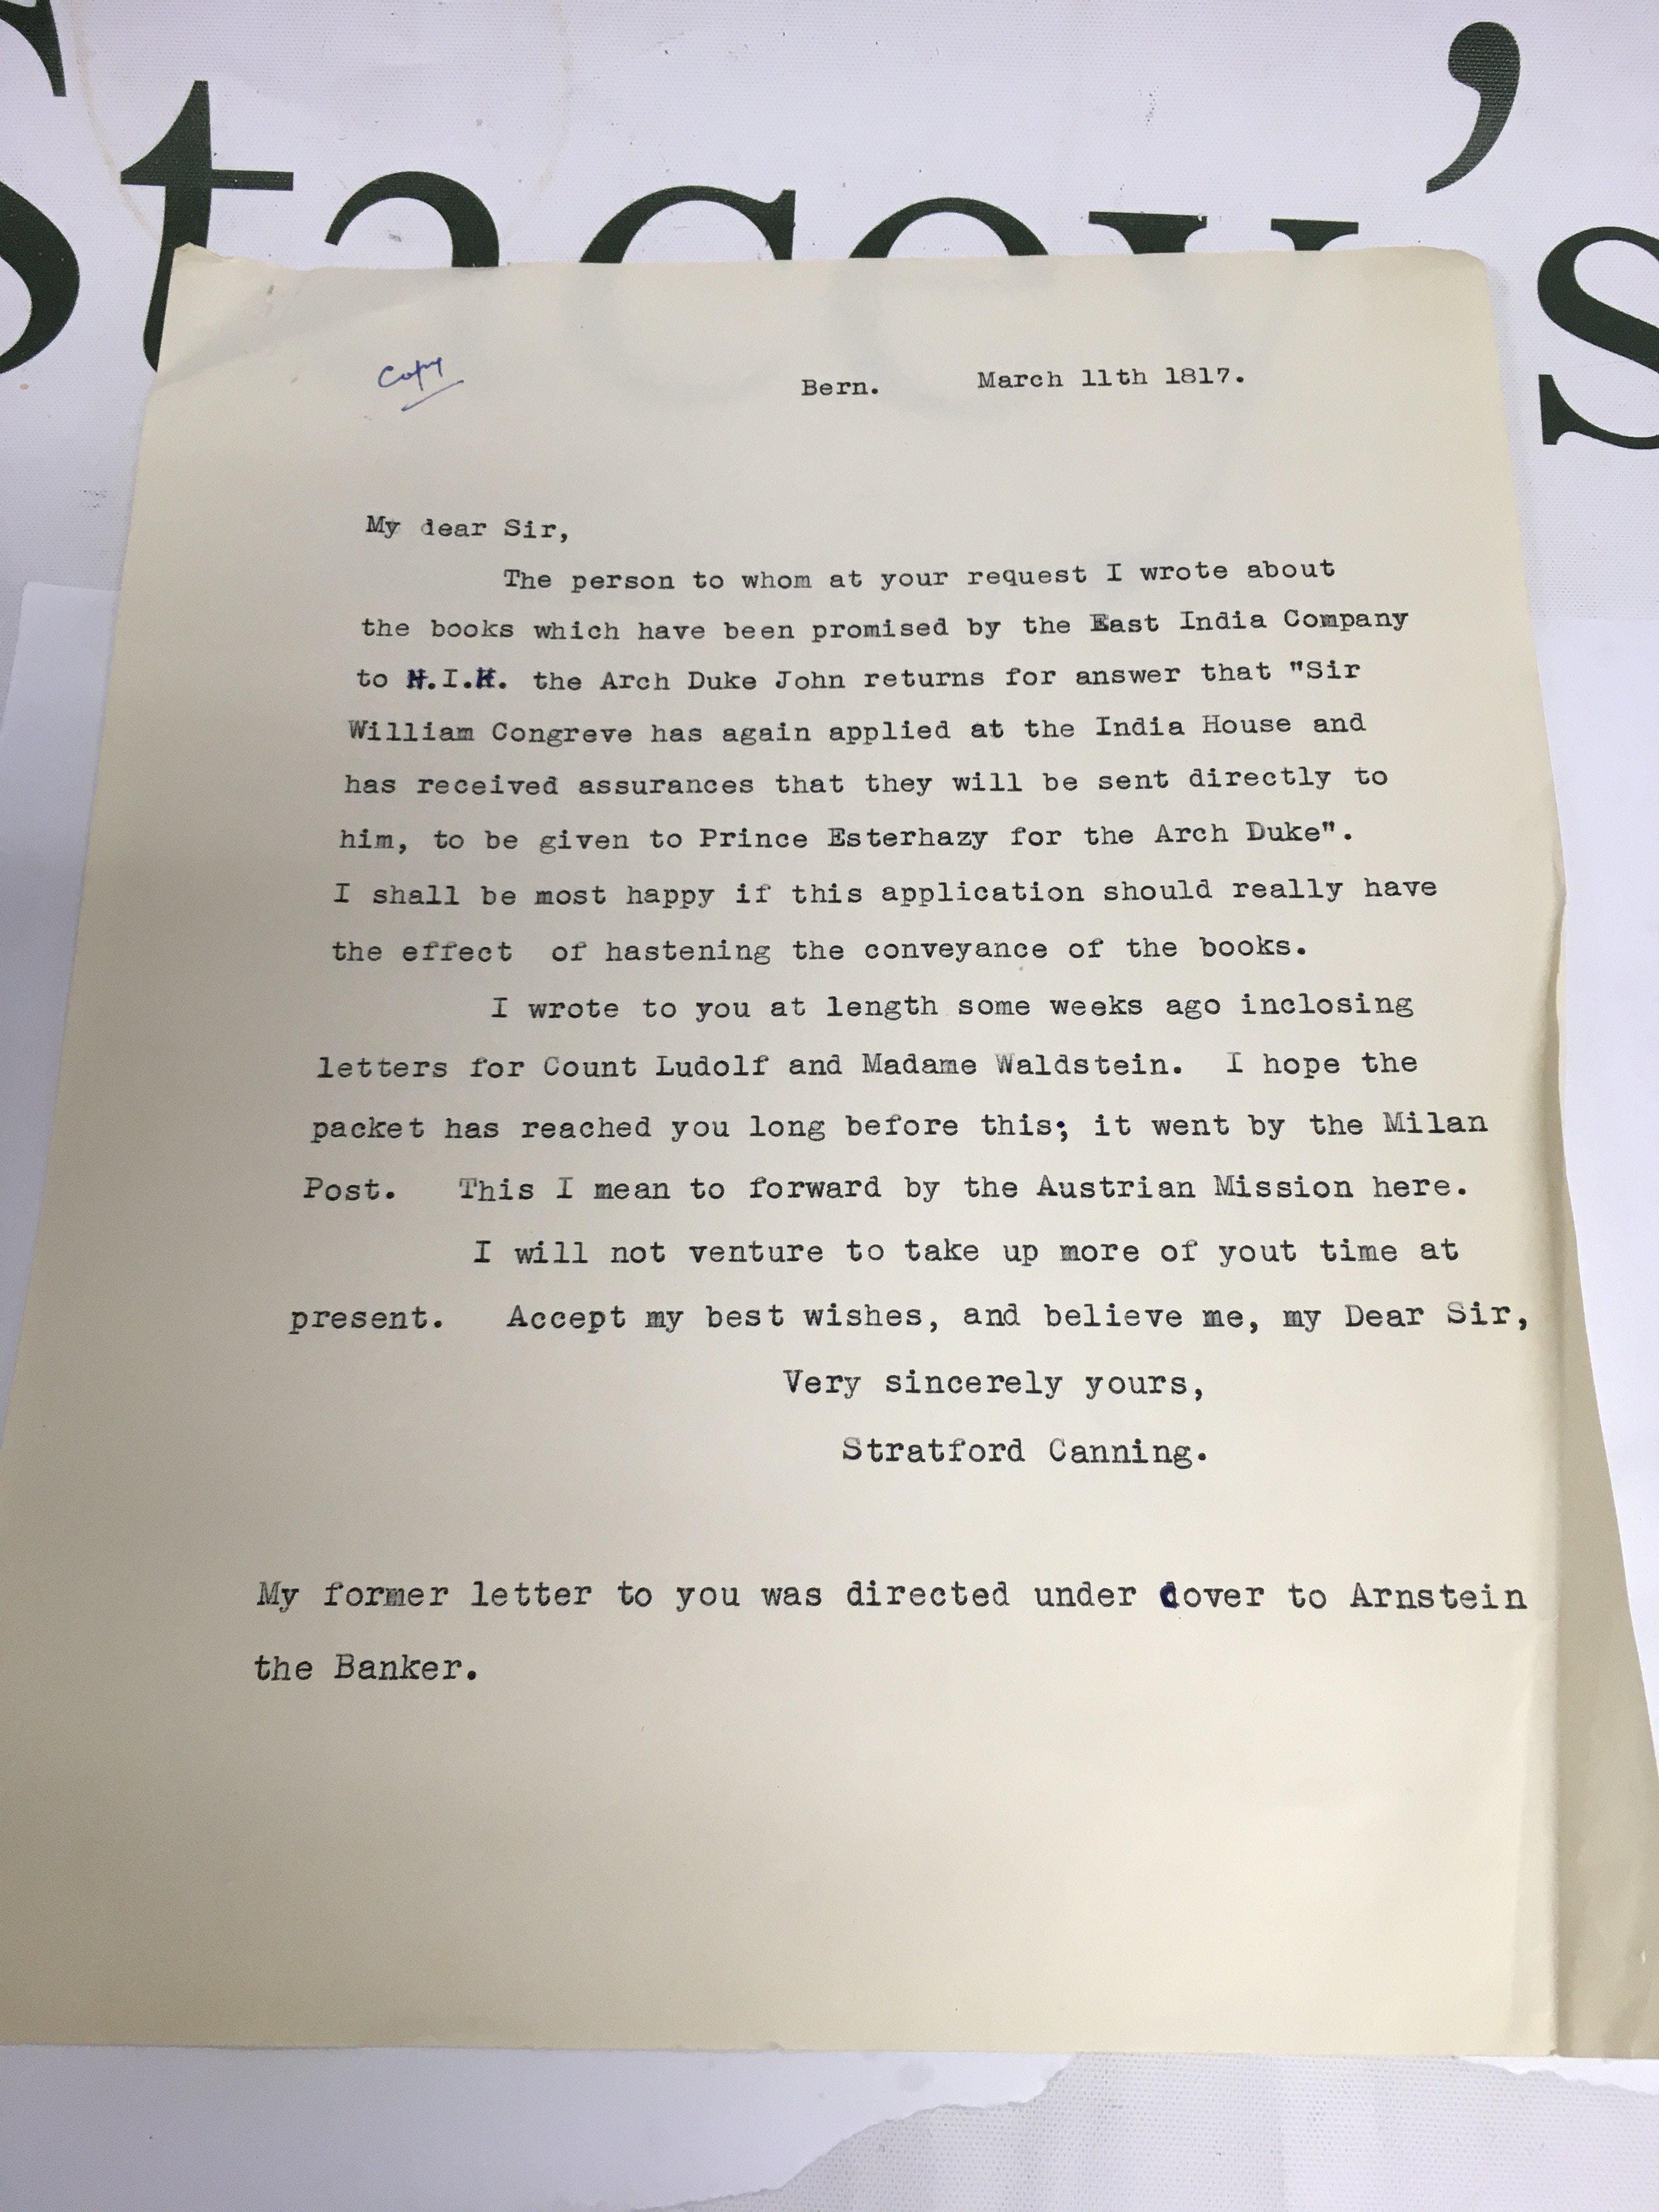 Stacey's
Copy
Bern. March 11th 1817.
My dear Sir,
The person to whom at your request I wrote about
the books which have been promised by the East India Company
to H.I.H. the Arch Duke John returns for answer that "Sir
William Congreve has again applied at the India House and
has received assurances that they will be sent directly to
him, to be given to Prince Esterhazy for the Arch Duke".
I shall be most happy if this application should really have
the effect of hastening the conveyance of the books.
I wrote to you at length some weeks ago inclosing
letters for Count Ludolf and Madame Waldstein. I hope the
packet has reached you long before this; it went by the Milan
Post. This I mean to forward by the Austrian Mission here.
I will not venture to take up more of yout time at
present. Accept my best wishes, and believe me, my Dear Sir,
Very sincerely yours,
Stratford Canning.
My former letter to you was directed under cover to Arnstein
the Banker.